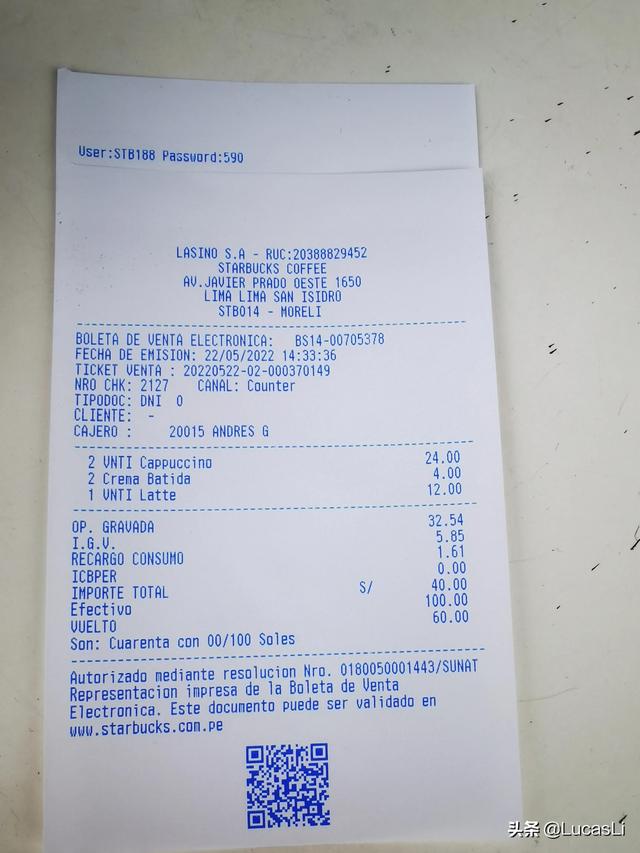 User:STB188 Password:590
LASINO S.A - RUC:20388829452
STARBUCKS COFFEE
AV.JAVIER PRADO OESTE 1650
LIMA LIMA SAN ISIDRO
STB014 - MORELI
BOLETA DE VENTA ELECTRONICA: BS14-00705378
FECHA DE EMISION: 22/05/2022 14:33:36
TICKET VENTA : 20220522-02-000370149
NRO CHK: 2127 CANAL: Counter
TIPODOC: DNI 0
CLIENTE: -
CAJERO : 20015 ANDRES G
2 VNTI Cappuccino 24.00
2 Crema Batida 4.00
1 VNTI Latte 12.00
OP. GRAVADA 32.54
I.G.V. 5.85
RECARGO CONSUMO 1.61
ICBPER 0.00
IMPORTE TOTAL S/ 40.00
Efectivo 100.00
VUELTO 60.00
Son: Cuarenta con 00/100 Soles
Autorizado mediante resolucion Nro. 0180050001443/SUNAT
Representacion impresa de la Boleta de Venta
Electronica. Este documento puede ser validado en
www.starbucks.com.pe
头条 @LucasLi